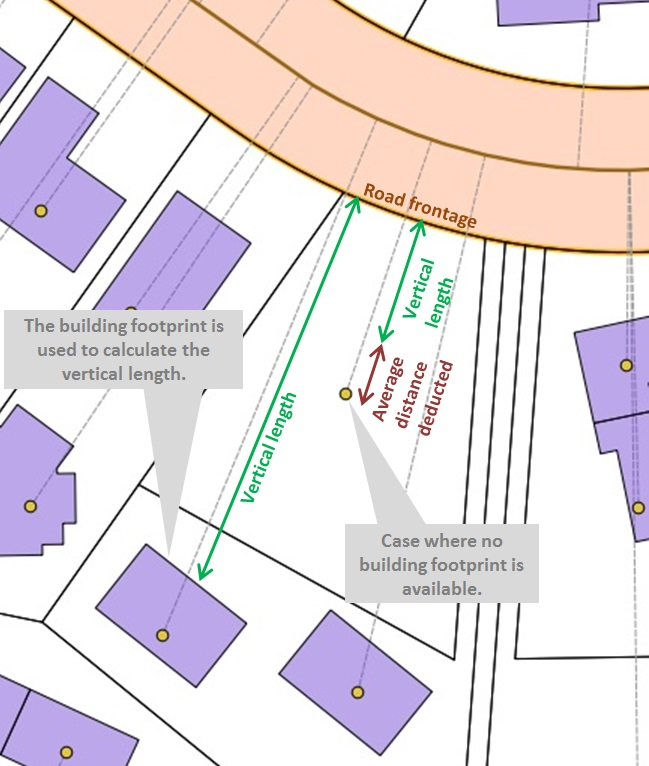 Road frontage
Vertical
length
The building footprint is
used to calculate the
vertical length.
Average
distance
deducted
Vertical length
Case where no
building footprint is
available.